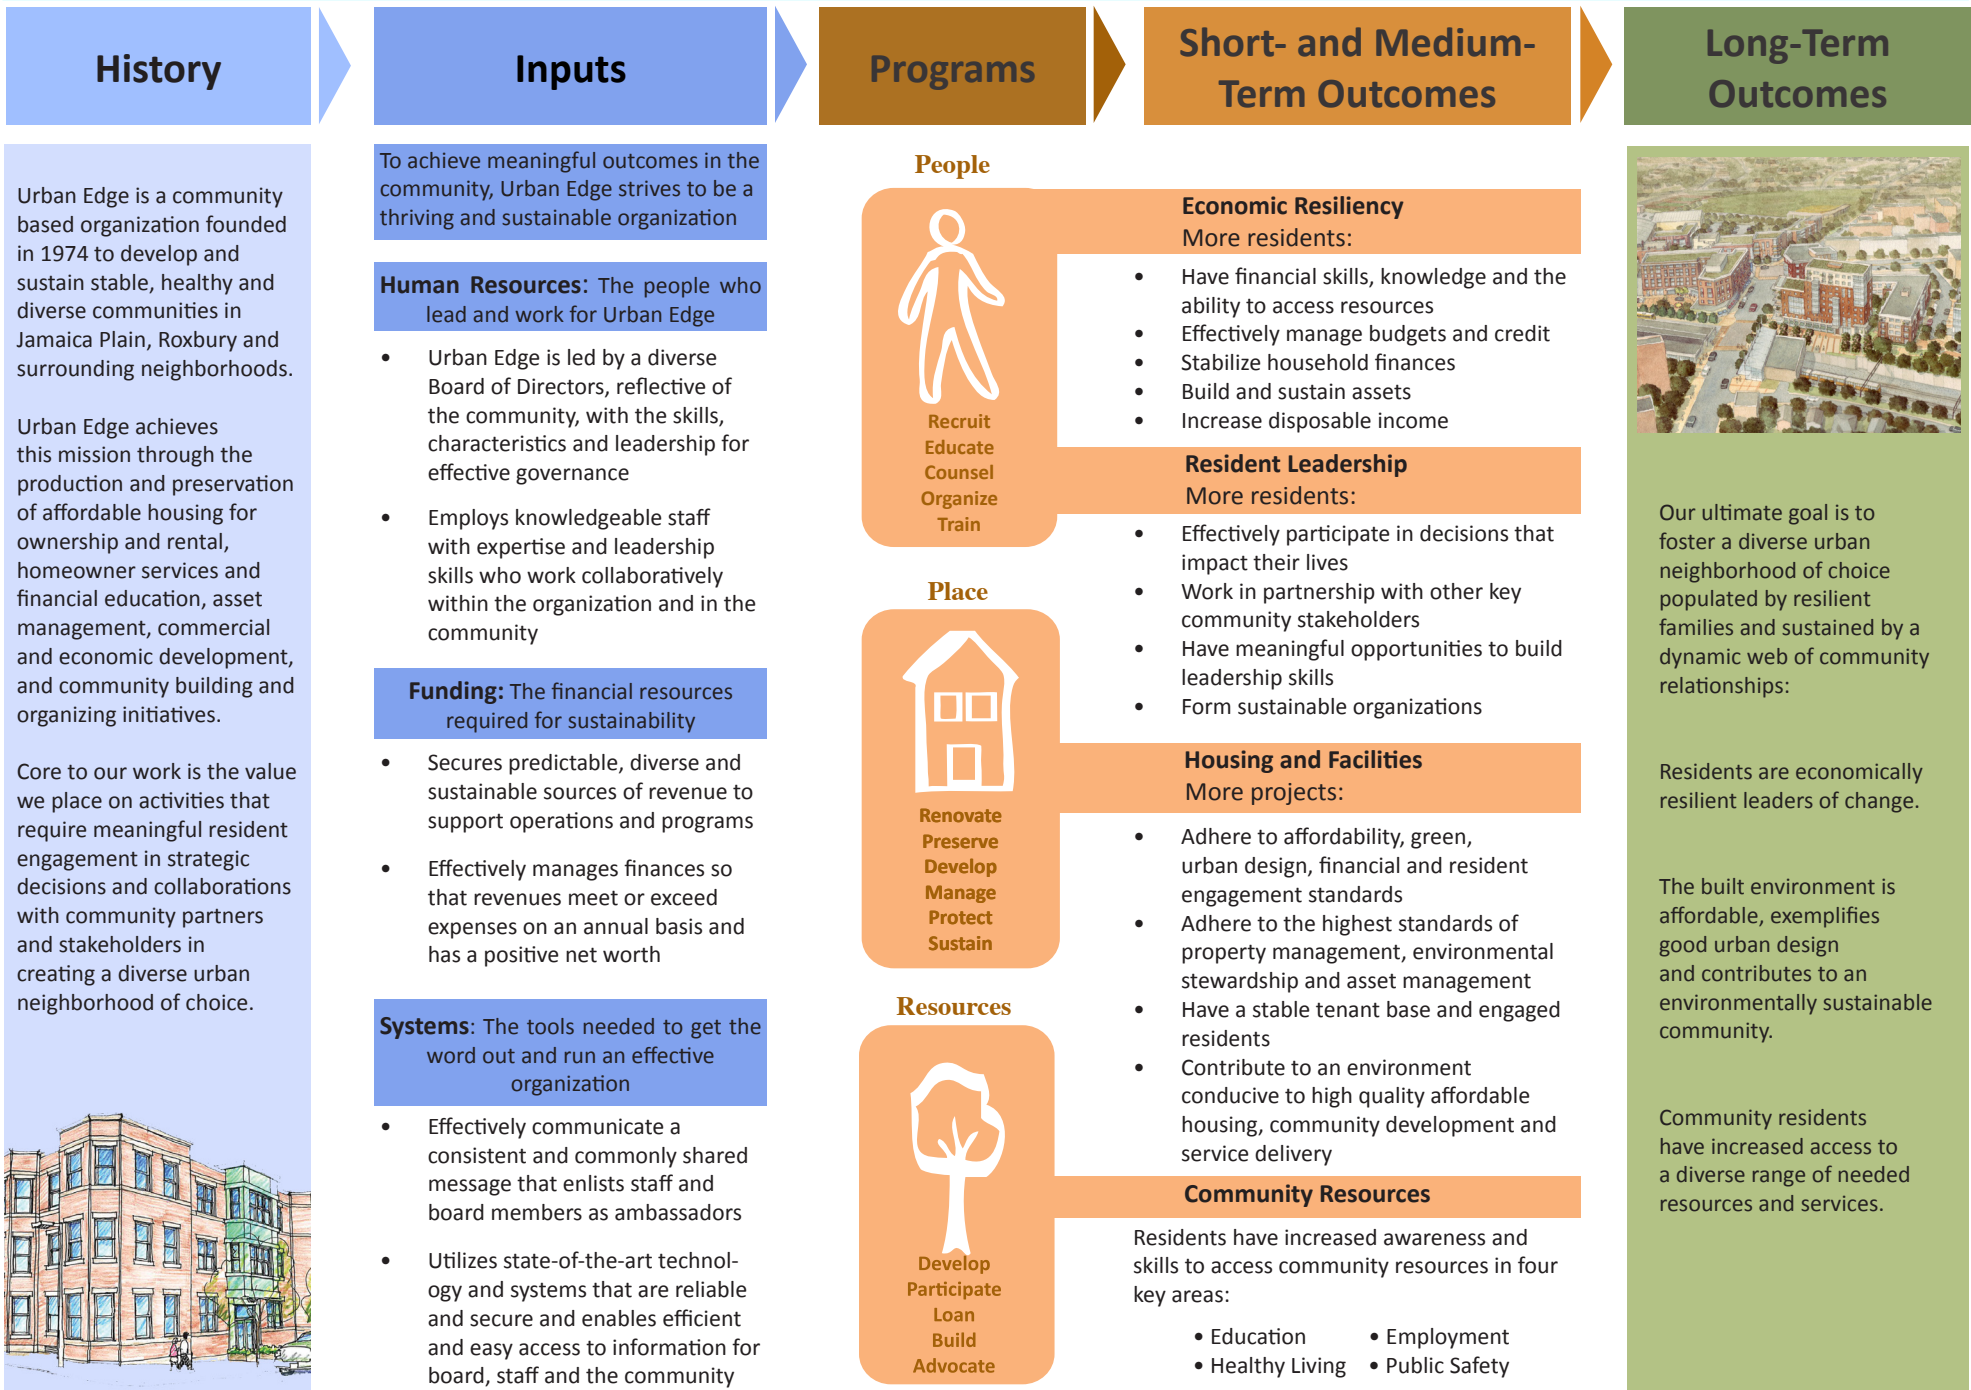 History
Inputs
Programs
Short- and Medium-
Term Outcomes
Long-Term
Outcomes
Urban Edge is a community
based organization founded
in 1974 to develop and
sustain stable, healthy and
diverse communities in
Jamaica Plain, Roxbury and
surrounding neighborhoods.
Urban Edge achieves
this mission through the
production and preservation
of affordable housing for
ownership and rental,
homeowner services and
financial education, asset
management, commercial
and economic development,
and community building and
organizing initiatives.
Core to our work is the value
we place on activities that
require meaningful resident
engagement in strategic
decisions and collaborations
with community partners
and stakeholders in
creating a diverse urban
neighborhood of choice.
To achieve meaningful outcomes in the
community, Urban Edge strives to be a
thriving and sustainable organization
Human Resources: The people who
lead and work for Urban Edge
• Urban Edge is led by a diverse
Board of Directors, reflective of
the community, with the skills,
characteristics and leadership for
effective governance
• Employs knowledgeable staff
with expertise and leadership
skills who work collaboratively
within the organization and in the
community
Funding: The financial resources
required for sustainability
• Secures predictable, diverse and
sustainable sources of revenue to
support operations and programs
• Effectively manages finances so
that revenues meet or exceed
expenses on an annual basis and
has a positive net worth
Systems: The tools needed to get the
word out and run an effective
organization
• Effectively communicate a
consistent and commonly shared
message that enlists staff and
board members as ambassadors
• Utilizes state-of-the-art technol-
ogy and systems that are reliable
and secure and enables efficient
and easy access to information for
board, staff and the community
People
Recruit
Educate
Counsel
Organize
Train
Place
Renovate
Preserve
Develop
Manage
Protect
Sustain
Resources
Develop
Participate
Loan
Build
Advocate
Economic Resiliency
More residents:
• Have financial skills, knowledge and the
ability to access resources
• Effectively manage budgets and credit
• Stabilize household finances
• Build and sustain assets
• Increase disposable income
Resident Leadership
More residents:
• Effectively participate in decisions that
impact their lives
• Work in partnership with other key
community stakeholders
• Have meaningful opportunities to build
leadership skills
• Form sustainable organizations
Housing and Facilities
More projects:
• Adhere to affordability, green,
urban design, financial and resident
engagement standards
• Adhere to the highest standards of
property management, environmental
stewardship and asset management
• Have a stable tenant base and engaged
residents
• Contribute to an environment
conducive to high quality affordable
housing, community development and
service delivery
Community Resources
Residents have increased awareness and
skills to access community resources in four
key areas:
• Education • Employment
• Healthy Living • Public Safety
Our ultimate goal is to
foster a diverse urban
neighborhood of choice
populated by resilient
families and sustained by a
dynamic web of community
relationships:
Residents are economically
resilient leaders of change.
The built environment is
affordable, exemplifies
good urban design
and contributes to an
environmentally sustainable
community.
Community residents
have increased access to
a diverse range of needed
resources and services.